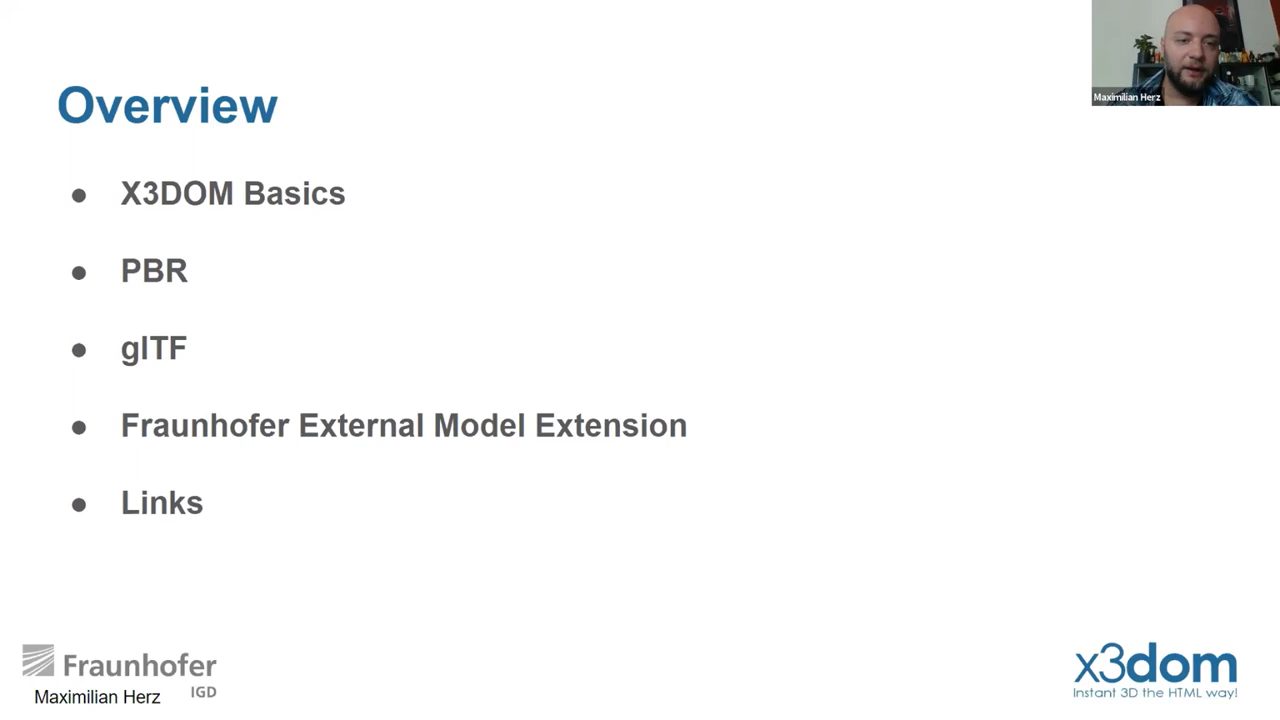 Maximilian Herz
Overview
● X3DOM Basics
● PBR
● glTF
● Fraunhofer External Model Extension
● Links
Fraunhofer
IGD
Maximilian Herz
x3dom
Instant 3D the HTML way!